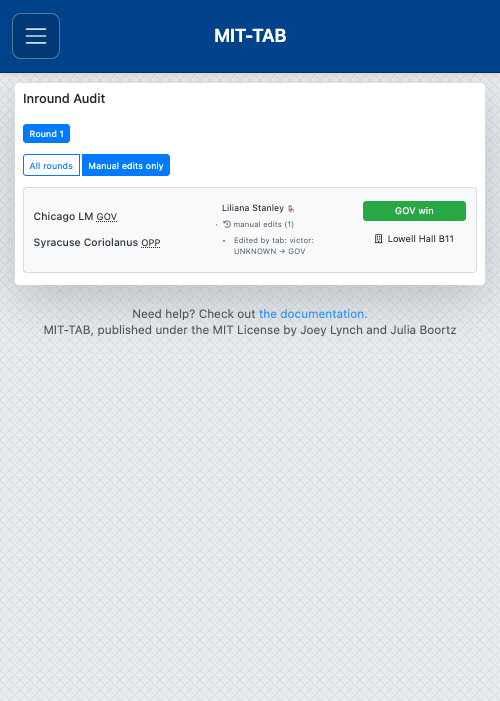 MIT-TAB
Inround Audit
Round 1
All rounds
Manual edits only
Chicago LM GOV
Syracuse Coriolanus OPP
Liliana Stanley
manual edits (1)
Edited by tab: victor:
UNKNOWN → GOV
GOV win
Lowell Hall B11
Need help? Check out the documentation.
MIT-TAB, published under the MIT License by Joey Lynch and Julia Boortz